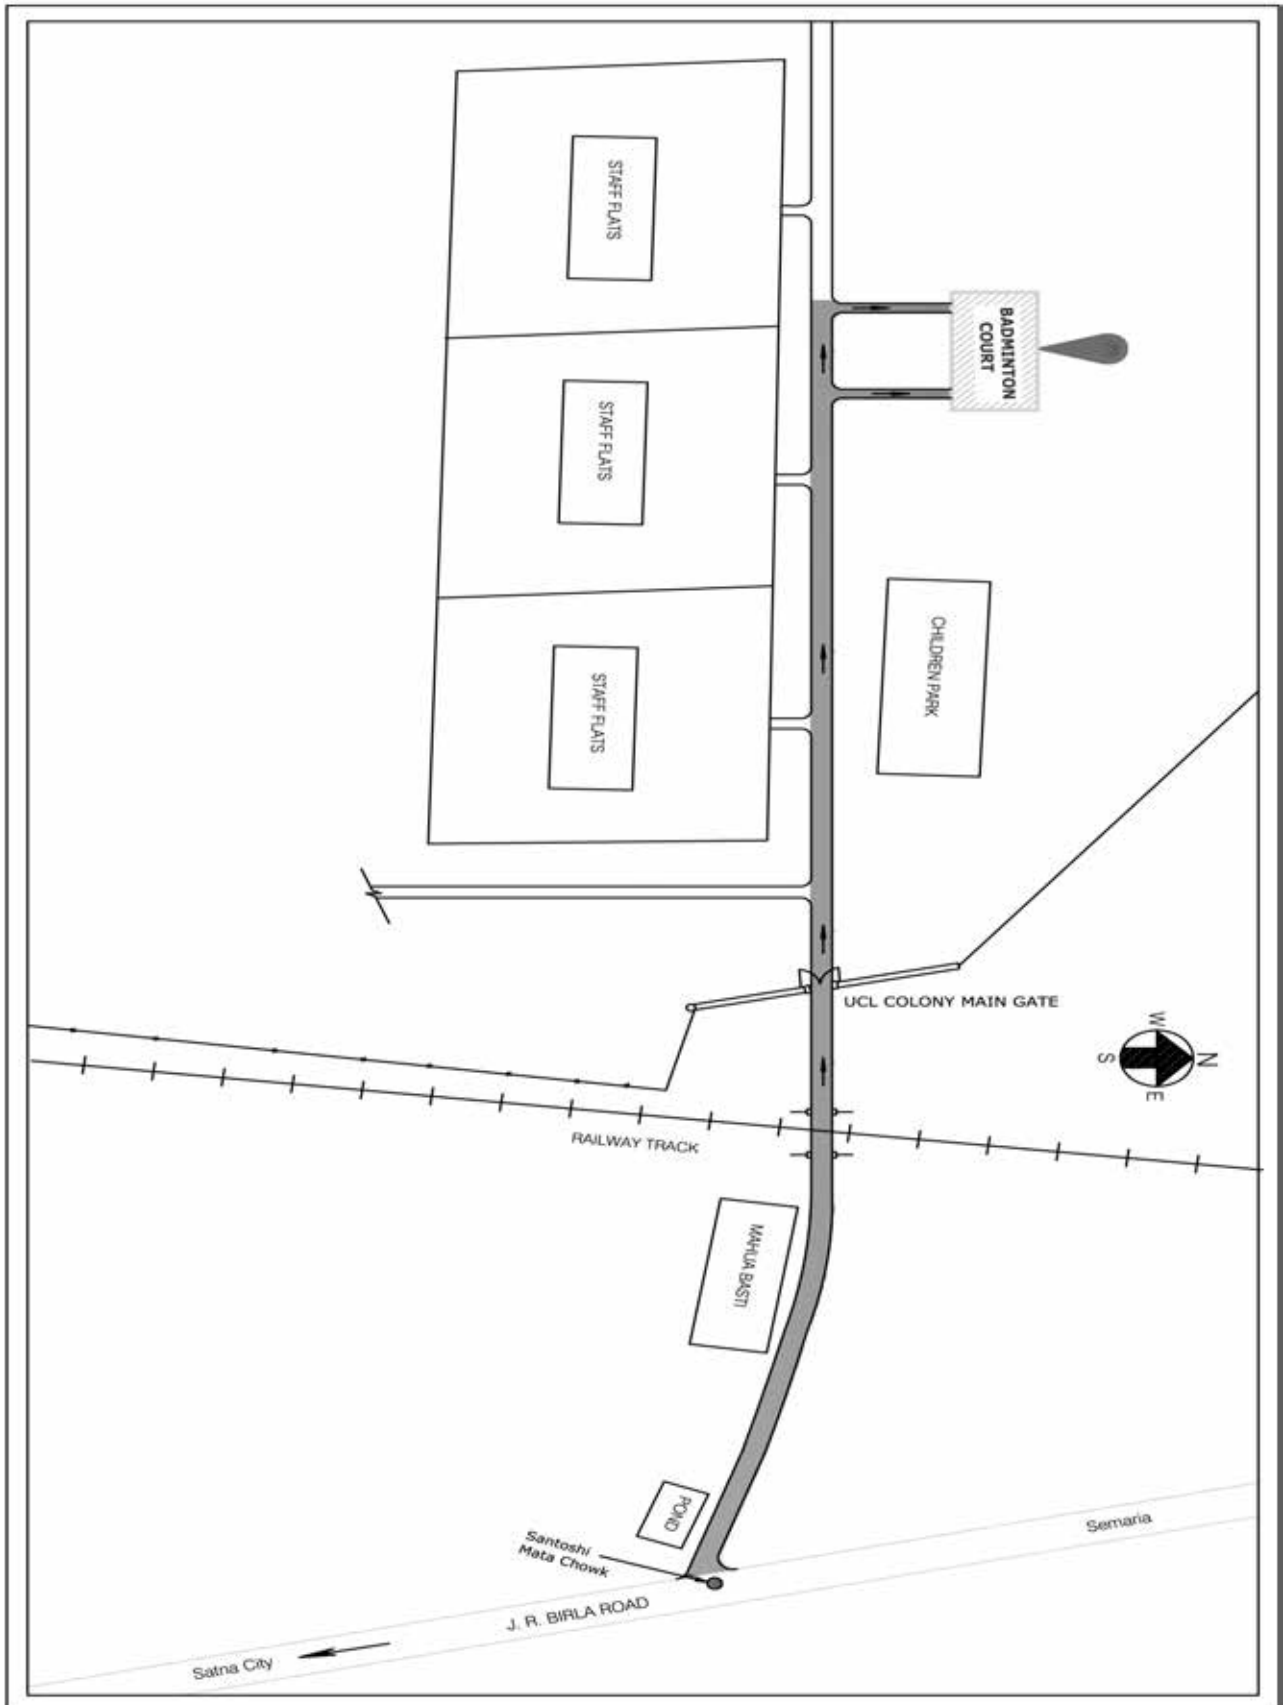 STAFF FLATS
BADMINTON
COURT
STAFF FLATS
CHILDREN PARK
STAFF FLATS
UCL COLONY MAIN GATE
W
N
S
E
RAILWAY TRACK
MAHUA BASTI
POND
Semaria
Santoshi
Mata Chowk
J. R. BIRLA ROAD
Satna City